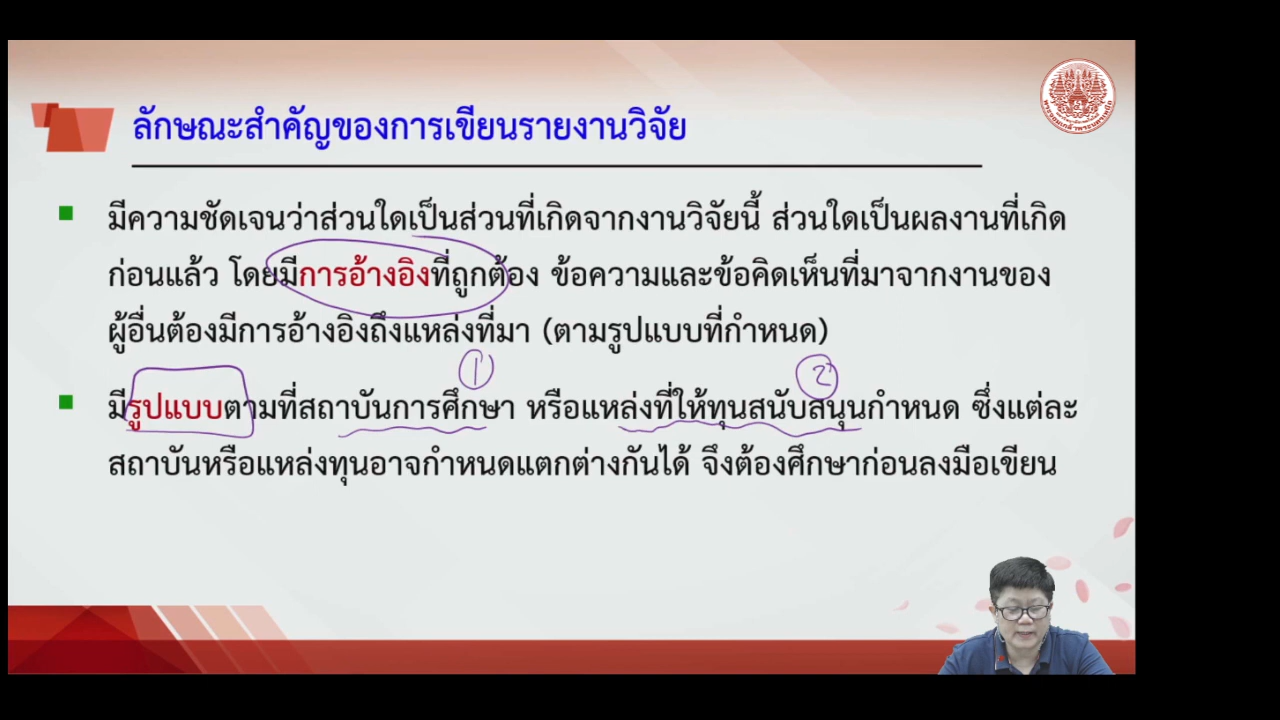 ลักษณะสำคัญของการเขียนรายงานวิจัย
มีความชัดเจนว่าส่วนใดเป็นส่วนที่เกิดจากงานวิจัยนี้ ส่วนใดเป็นผลงานที่เกิด
ก่อนแล้ว โดยมีการอ้างอิงที่ถูกต้อง ข้อความและข้อคิดเห็นที่มาจากงานของ
ผู้อื่นต้องมีการอ้างอิงถึงแหล่งที่มา (ตามรูปแบบที่กำหนด)
1
2
มีรูปแบบตามที่สถาบันการศึกษา หรือแหล่งที่ให้ทุนสนับสนุนกำหนด ซึ่งแต่ละ
สถาบันหรือแหล่งทุนอาจกำหนดแตกต่างกันได้ จึงต้องศึกษาก่อนลงมือเขียน